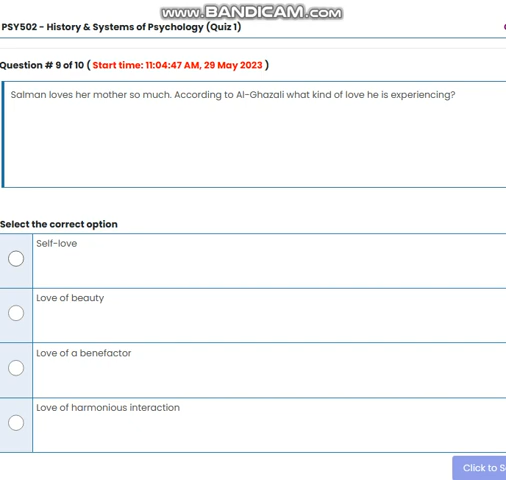 www.BANDICAM.com
PSY502 - History & Systems of Psychology (Quiz 1)
Question # 9 of 10 ( Start time: 11:04:47 AM, 29 May 2023 )
Salman loves her mother so much. According to Al-Ghazali what kind of love he is experiencing?
Select the correct option
Self-love
Love of beauty
Love of a benefactor
Love of harmonious interaction
Click to S